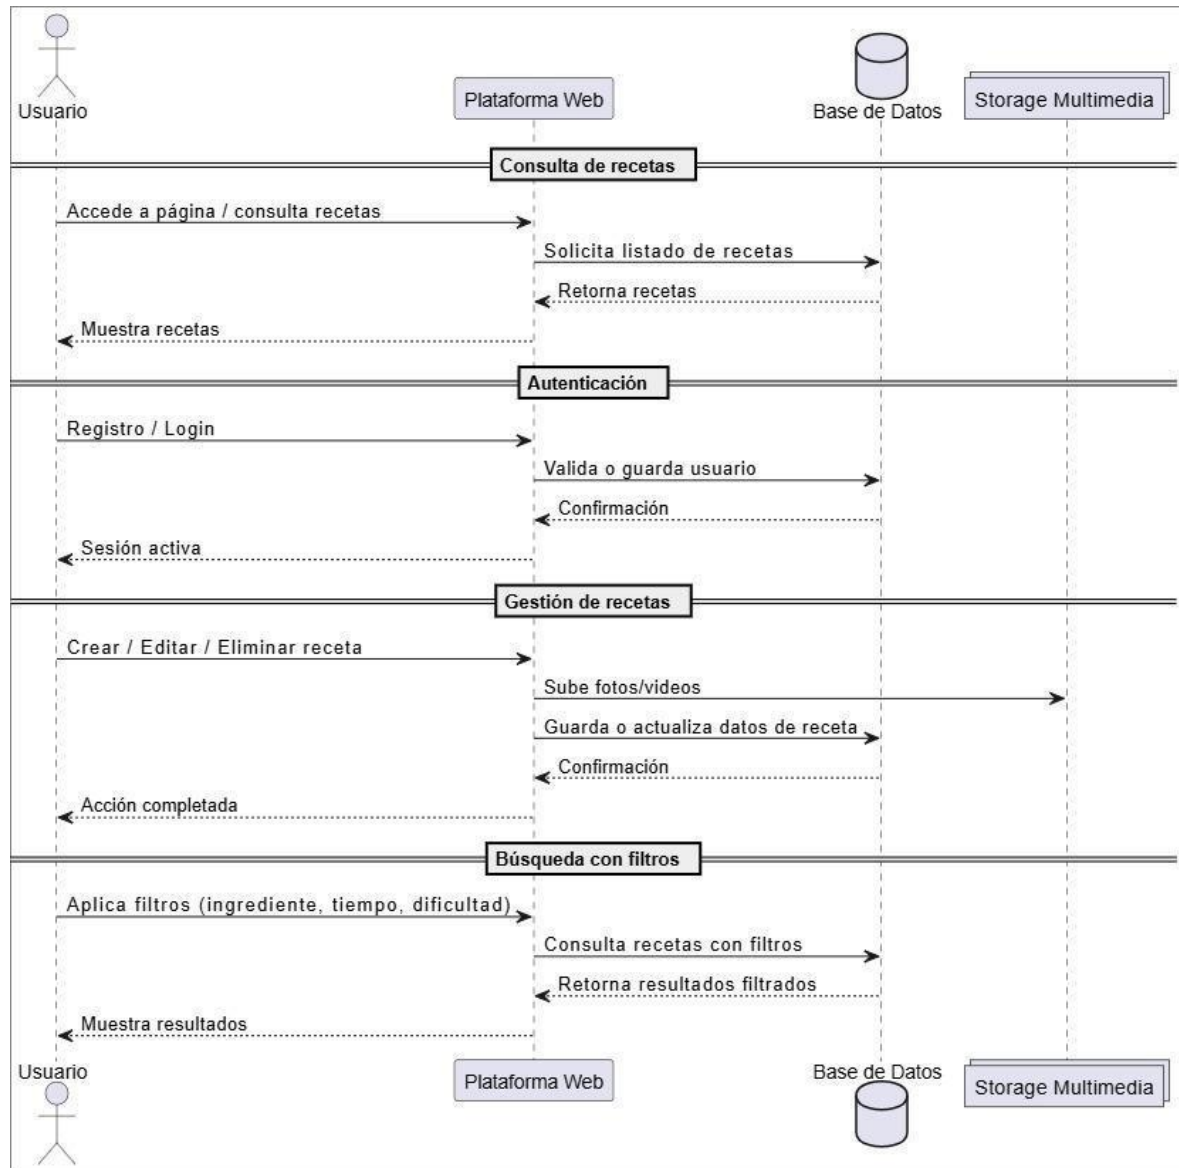 Usuario
Plataforma Web
Base de Datos
Storage Multimedia
Consulta de recetas
Accede a página / consulta recetas
Solicita listado de recetas
Retorna recetas
Muestra recetas
Autenticación
Registro / Login
Valida o guarda usuario
Confirmación
Sesión activa
Gestión de recetas
Crear / Editar / Eliminar receta
Sube fotos/videos
Guarda o actualiza datos de receta
Confirmación
Acción completada
Búsqueda con filtros
Aplica filtros (ingrediente, tiempo, dificultad)
Consulta recetas con filtros
Retorna resultados filtrados
Muestra resultados
Usuario
Plataforma Web
Base de Datos
Storage Multimedia